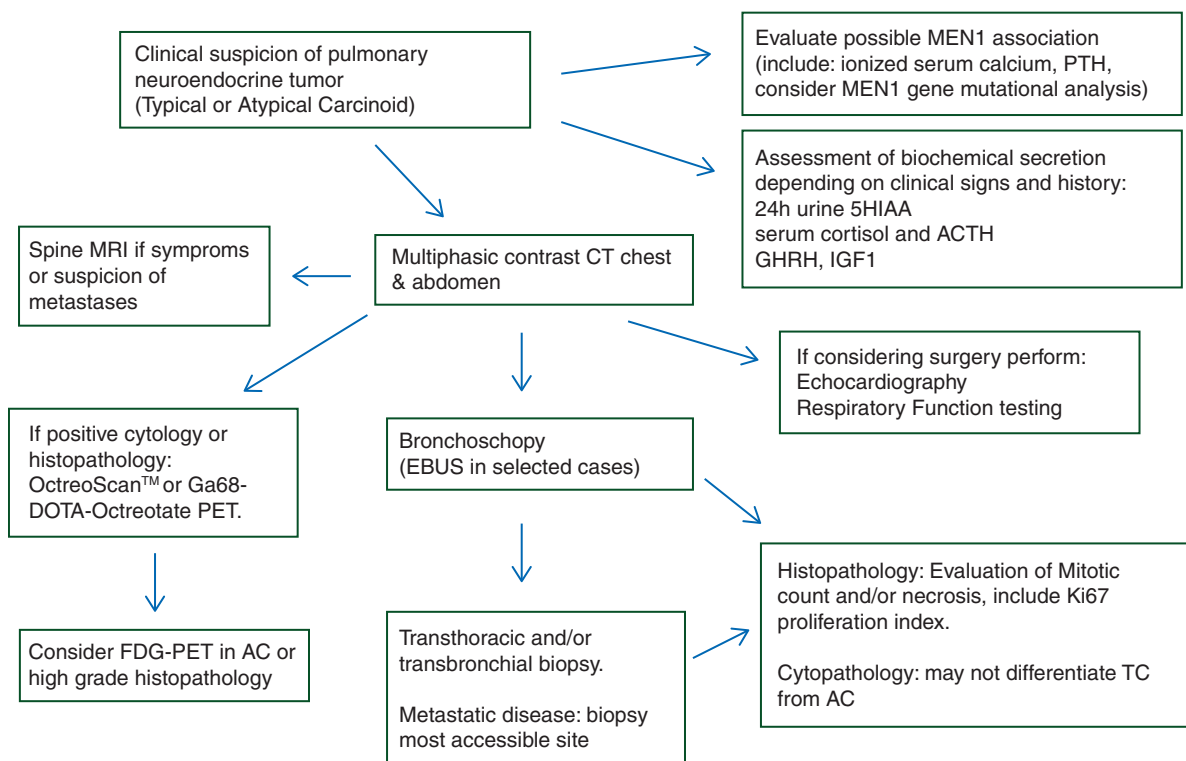 Clinical suspicion of pulmonary
neuroendocrine tumor
(Typical or Atypical Carcinoid)
Evaluate possible MEN1 association
(include: ionized serum calcium, PTH,
consider MEN1 gene mutational analysis)
Assessment of biochemical secretion
depending on clinical signs and history:
24h urine 5HIAA
serum cortisol and ACTH
GHRH, IGF1
Spine MRI if symproms
or suspicion of
metastases
Multiphasic contrast CT chest
& abdomen
If considering surgery perform:
Echocardiography
Respiratory Function testing
If positive cytology or
histopathology:
OctreoScan™ or Ga68-
DOTA-Octreotate PET.
Bronchoschopy
(EBUS in selected cases)
Histopathology: Evaluation of Mitotic
count and/or necrosis, include Ki67
proliferation index.
Cytopathology: may not differentiate TC
from AC
Consider FDG-PET in AC or
high grade histopathology
Transthoracic and/or
transbronchial biopsy.
Metastatic disease: biopsy
most accessible site